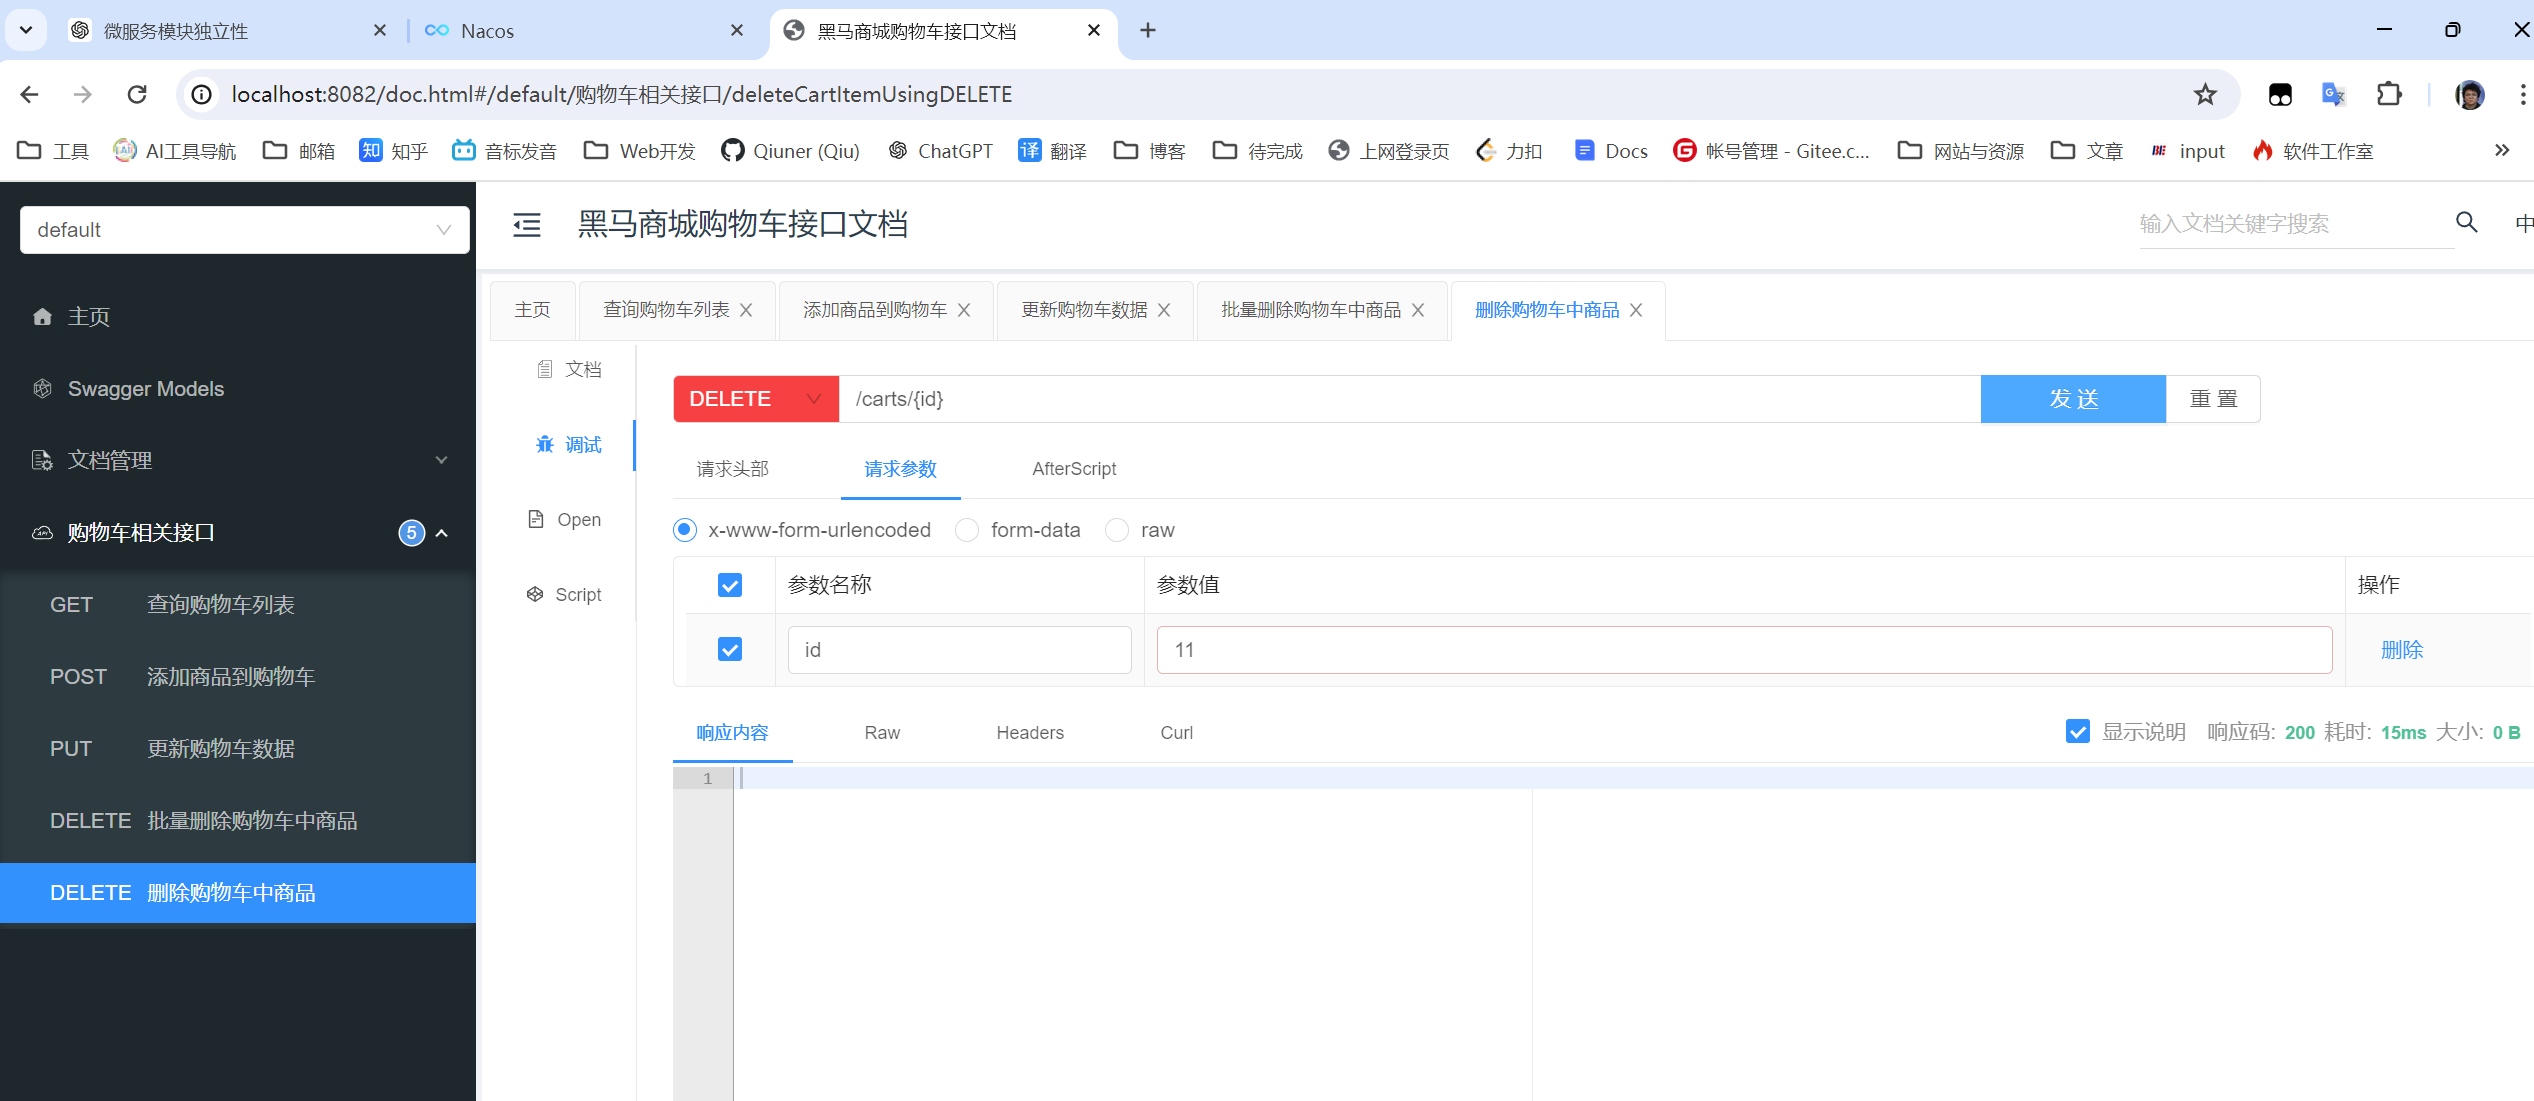 微服务模块独立性
Nacos
黑马商城购物车接口文档
localhost:8082/doc.html#/default/购物车相关接口/deleteCartItemUsingDELETE
工具 AI工具导航 邮箱 知 知乎 音标发音 Web开发 Qiuner (Qiu) ChatGPT 译 翻译 博客 待完成 上网登录页 力扣 Docs G 帐号管理 - Gitee.c... 网站与资源 文章 input 软件工作室
default
黑马商城购物车接口文档
输入文档关键字搜索
中
主页
Swagger Models
文档管理
购物车相关接口 5
GET 查询购物车列表
POST 添加商品到购物车
PUT 更新购物车数据
DELETE 批量删除购物车中商品
DELETE 删除购物车中商品
主页 查询购物车列表 添加商品到购物车 更新购物车数据 批量删除购物车中商品 删除购物车中商品
文档
调试
Open
Script
DELETE /carts/{id} 发 送 重 置
请求头部 请求参数 AfterScript
x-www-form-urlencoded form-data raw
参数名称 参数值 操作
id 11 删除
响应内容 Raw Headers Curl 显示说明 响应码: 200 耗时: 15ms 大小: 0 B
1